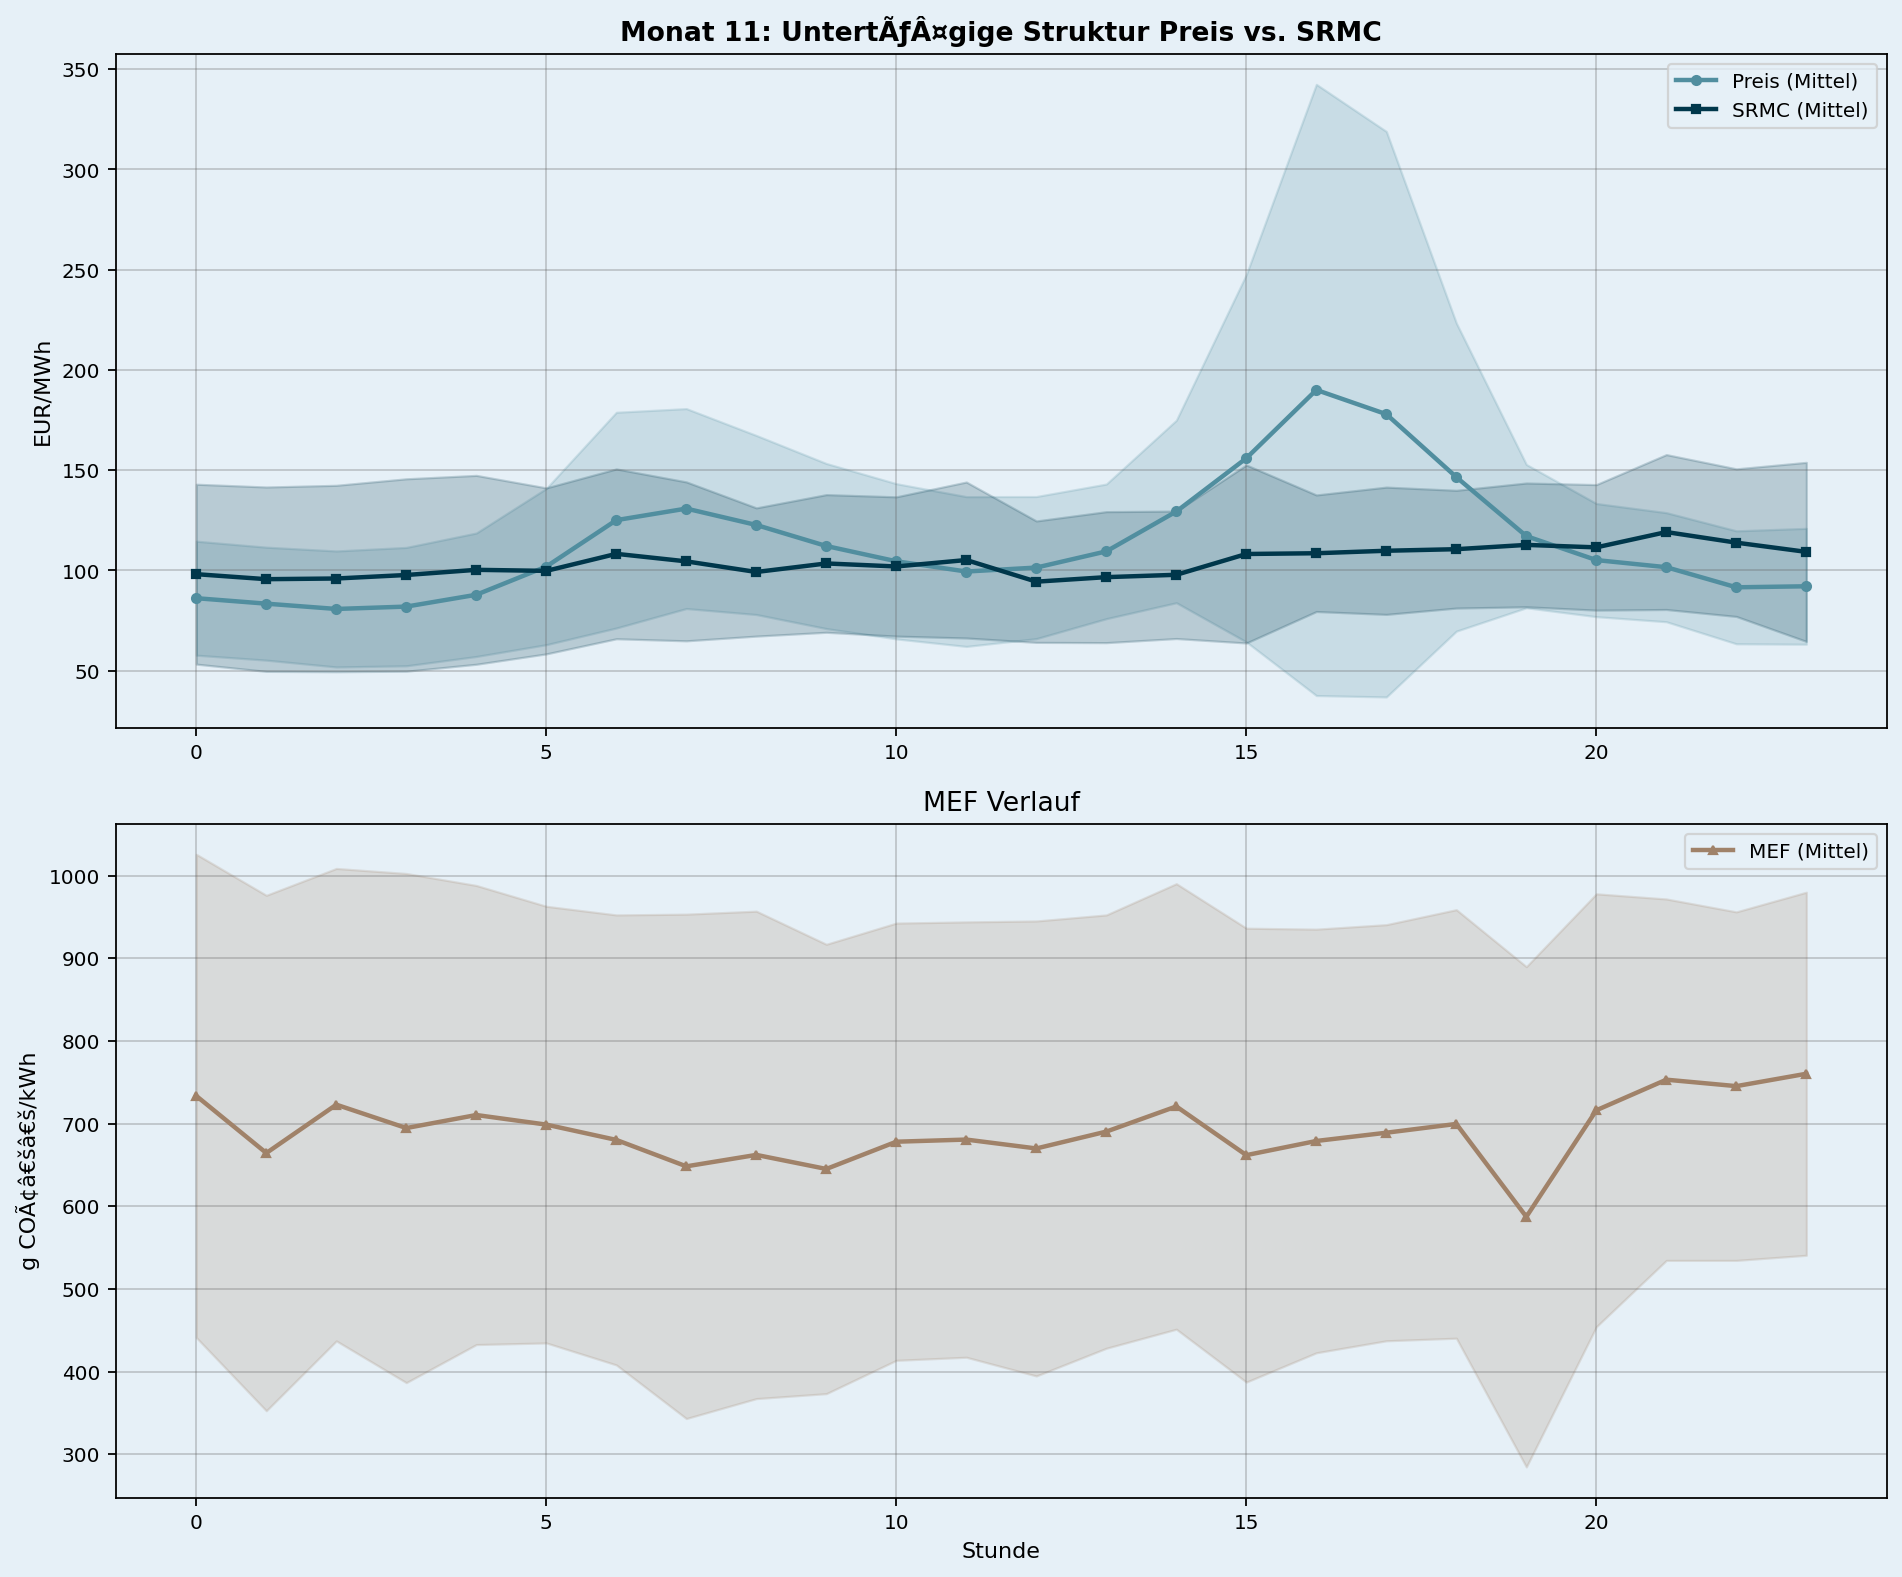 Monat 11: UntertÃƒÂ¤gige Struktur Preis vs. SRMC
350
300
250
200
150
100
50
EUR/MWh
Preis (Mittel)
SRMC (Mittel)
0 5 10 15 20
MEF Verlauf
1000
900
800
700
600
500
400
300
g COÃ¢â€šâ€š/kWh
MEF (Mittel)
0 5 10 15 20
Stunde